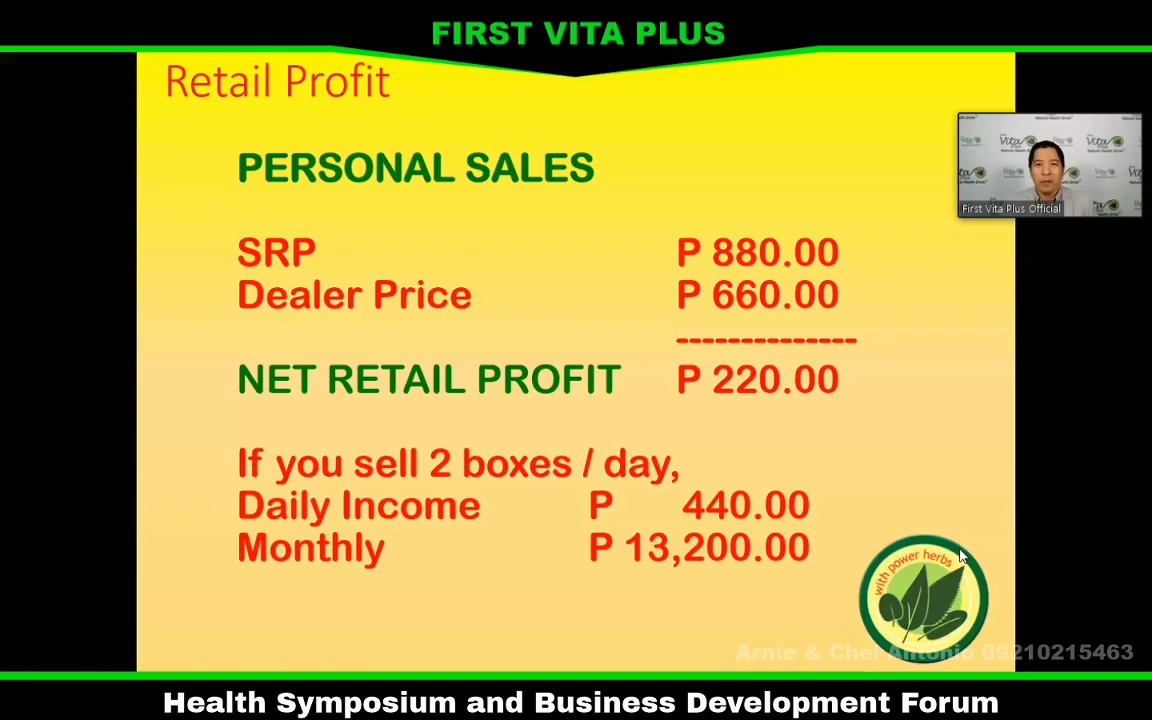 FIRST VITA PLUS
Retail Profit
PERSONAL SALES
SRP P 880.00
Dealer Price P 660.00
--------------
NET RETAIL PROFIT P 220.00
If you sell 2 boxes / day,
Daily Income P 440.00
Monthly P 13,200.00
First Vita Plus Official
with power herbs
Arnie & Chel Antonio 09210215463
Health Symposium and Business Development Forum